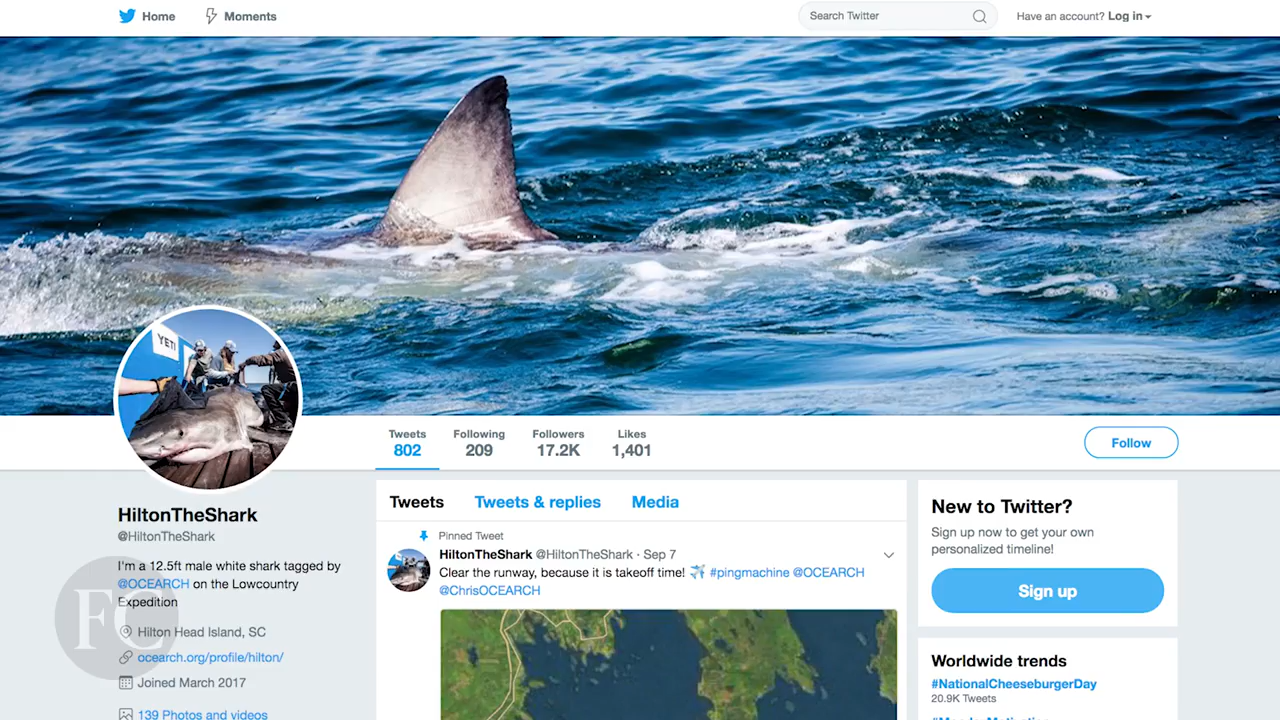 Home
Moments
Search Twitter
Have an account? Log in
YETI
Tweets
802
Following
209
Followers
17.2K
Likes
1,401
Follow
HiltonTheShark
@HiltonTheShark
I'm a 12.5ft male white shark tagged by
@OCEARCH on the Lowcountry
Expedition
FC
Hilton Head Island, SC
ocearch.org/profile/hilton/
Joined March 2017
139 Photos and videos
Tweets
Tweets & replies
Media
Pinned Tweet
HiltonTheShark @HiltonTheShark · Sep 7
Clear the runway, because it is takeoff time! ✈️ #pingmachine @OCEARCH
@ChrisOCEARCH
New to Twitter?
Sign up now to get your own
personalized timeline!
Sign up
Worldwide trends
#NationalCheeseburgerDay
20.9K Tweets